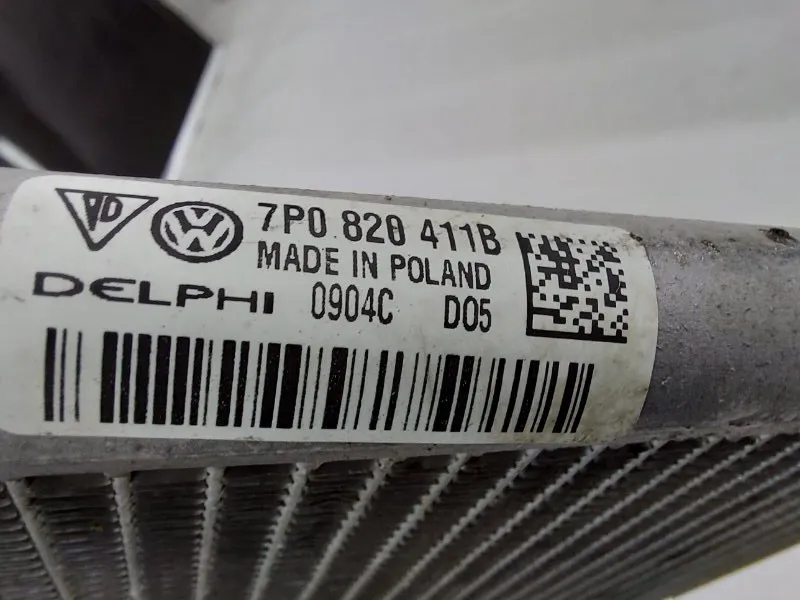 7P0 820 411B
MADE IN POLAND
DELPHI 0904C D05